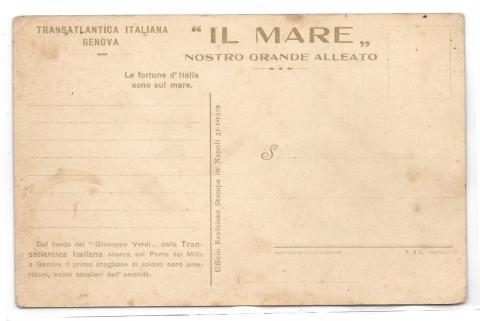 TRANSATLANTICA ITALIANA
GENOVA
"IL MARE„
NOSTRO GRANDE ALLEATO
Le fortune d'Italia
sono sul mare.
Ufficio Revisione Stampa in Napoli 31-1-1919
S
Dal bordo del "Giuseppe Verdi„ della Tran-
satlantica Italiana sbarca sul Ponte dei Mille
a Genova il primo scaglione di soldati nord ame-
ricani, nuovi cavalieri dell'umanità.